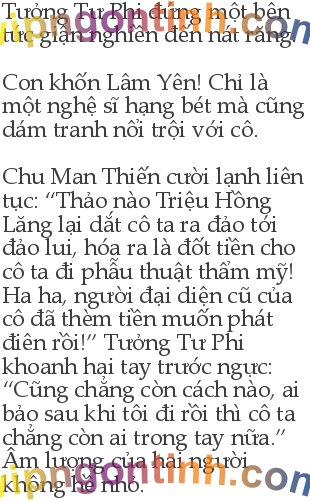 Tưởng Tư Phi đứng một bên
tức giận nghiến đến nát răng.
Con khốn Lâm Yên! Chỉ là
một nghệ sĩ hạng bét mà cũng
dám tranh nổi trội với cô.
Chu Man Thiến cười lạnh liên
tục: “Thảo nào Triệu Hồng
Lăng lại dắt cô ta ra đảo tới
đảo lui, hóa ra là đốt tiền cho
cô ta đi phẫu thuật thẩm mỹ!
Ha ha, người đại diện cũ của
cô đã thèm tiền muốn phát
điên rồi!” Tưởng Tư Phi
khoanh hai tay trước ngực:
“Cũng chẳng còn cách nào, ai
bảo sau khi tôi đi rồi thì cô ta
chẳng còn ai trong tay nữa.”
Âm lượng của hai người
không hề nhỏ.
vipngontinh.com
vipngontinh.com